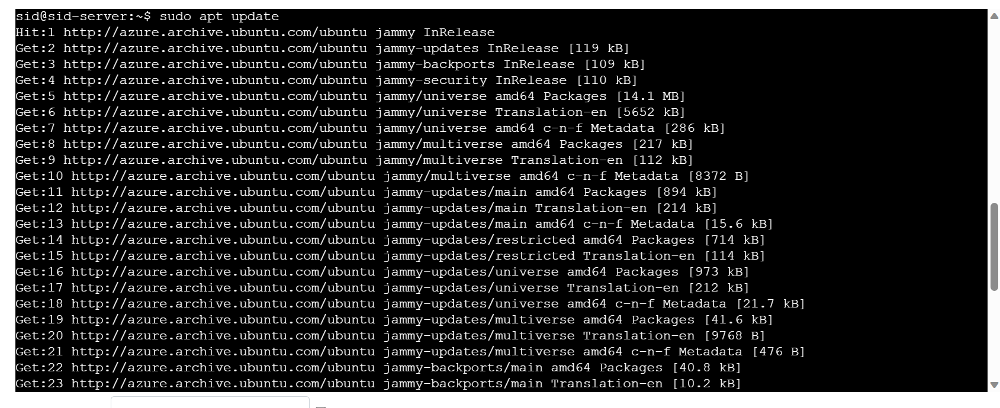 sid@sid-server:~$ sudo apt update
Hit:1 http://azure.archive.ubuntu.com/ubuntu jammy InRelease
Get:2 http://azure.archive.ubuntu.com/ubuntu jammy-updates InRelease [119 kB]
Get:3 http://azure.archive.ubuntu.com/ubuntu jammy-backports InRelease [109 kB]
Get:4 http://azure.archive.ubuntu.com/ubuntu jammy-security InRelease [110 kB]
Get:5 http://azure.archive.ubuntu.com/ubuntu jammy/universe amd64 Packages [14.1 MB]
Get:6 http://azure.archive.ubuntu.com/ubuntu jammy/universe Translation-en [5652 kB]
Get:7 http://azure.archive.ubuntu.com/ubuntu jammy/universe amd64 c-n-f Metadata [286 kB]
Get:8 http://azure.archive.ubuntu.com/ubuntu jammy/multiverse amd64 Packages [217 kB]
Get:9 http://azure.archive.ubuntu.com/ubuntu jammy/multiverse Translation-en [112 kB]
Get:10 http://azure.archive.ubuntu.com/ubuntu jammy/multiverse amd64 c-n-f Metadata [8372 B]
Get:11 http://azure.archive.ubuntu.com/ubuntu jammy-updates/main amd64 Packages [894 kB]
Get:12 http://azure.archive.ubuntu.com/ubuntu jammy-updates/main Translation-en [214 kB]
Get:13 http://azure.archive.ubuntu.com/ubuntu jammy-updates/main amd64 c-n-f Metadata [15.6 kB]
Get:14 http://azure.archive.ubuntu.com/ubuntu jammy-updates/restricted amd64 Packages [714 kB]
Get:15 http://azure.archive.ubuntu.com/ubuntu jammy-updates/restricted Translation-en [114 kB]
Get:16 http://azure.archive.ubuntu.com/ubuntu jammy-updates/universe amd64 Packages [973 kB]
Get:17 http://azure.archive.ubuntu.com/ubuntu jammy-updates/universe Translation-en [212 kB]
Get:18 http://azure.archive.ubuntu.com/ubuntu jammy-updates/universe amd64 c-n-f Metadata [21.7 kB]
Get:19 http://azure.archive.ubuntu.com/ubuntu jammy-updates/multiverse amd64 Packages [41.6 kB]
Get:20 http://azure.archive.ubuntu.com/ubuntu jammy-updates/multiverse Translation-en [9768 B]
Get:21 http://azure.archive.ubuntu.com/ubuntu jammy-updates/multiverse amd64 c-n-f Metadata [476 B]
Get:22 http://azure.archive.ubuntu.com/ubuntu jammy-backports/main amd64 Packages [40.8 kB]
Get:23 http://azure.archive.ubuntu.com/ubuntu jammy-backports/main Translation-en [10.2 kB]